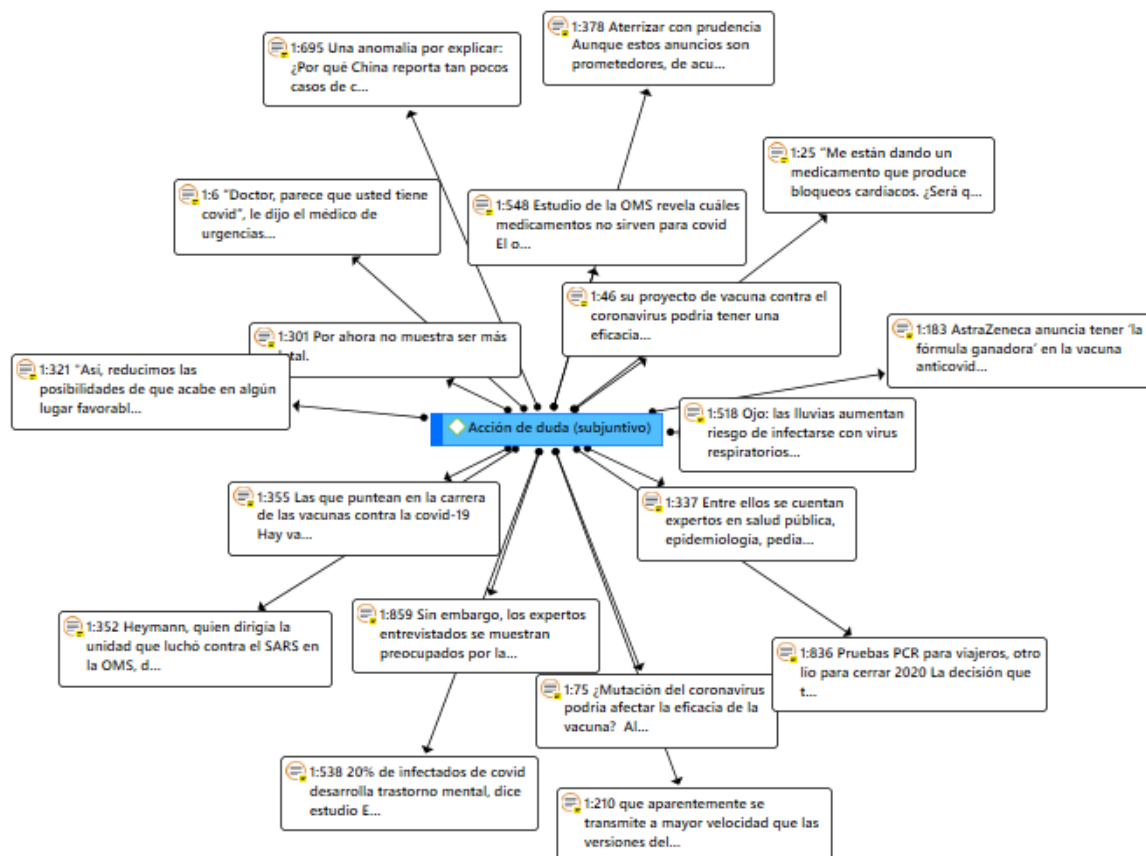 1:378 Aterrizar con prudencia
Aunque estos anuncios son
prometedores, de acu...
1:695 Una anomalía por explicar:
¿Por qué China reporta tan pocos
casos de c...
1:25 "Me están dando un
medicamento que produce
bloqueos cardíacos. ¿Será q...
1:6 "Doctor, parece que usted tiene
covid", le dijo el médico de
urgencias...
1:548 Estudio de la OMS revela cuáles
medicamentos no sirven para covid
El o...
1:46 su proyecto de vacuna contra el
coronavirus podría tener una
eficacia...
1:301 Por ahora no muestra ser más
1:183 AstraZeneca anuncia tener 'la
fórmula ganadora' en la vacuna
anticovid...
1:321 "Así, reducimos las
posibilidades de que acabe en algún
lugar favorabl...
Acción de duda (subjuntivo)
1:518 Ojo: las lluvias aumentan
riesgo de infectarse con virus
respiratorios...
1:355 Las que puntean en la carrera
de las vacunas contra la covid-19
Hay va...
1:337 Entre ellos se cuentan
expertos en salud pública,
epidemiología, pedia...
1:859 Sin embargo, los expertos
entrevistados se muestran
preocupados por la...
1:352 Heymann, quien dirigía la
unidad que luchó contra el SARS en
la OMS, d...
1:836 Pruebas PCR para viajeros, otro
lío para cerrar 2020 La decisión que
t...
1:75 ¿Mutación del coronavirus
podría afectar la eficacia de la
vacuna? Al...
1:538 20% de infectados de covid
desarrolla trastorno mental, dice
estudio E...
1:210 que aparentemente se
transmite a mayor velocidad que las
versiones del...